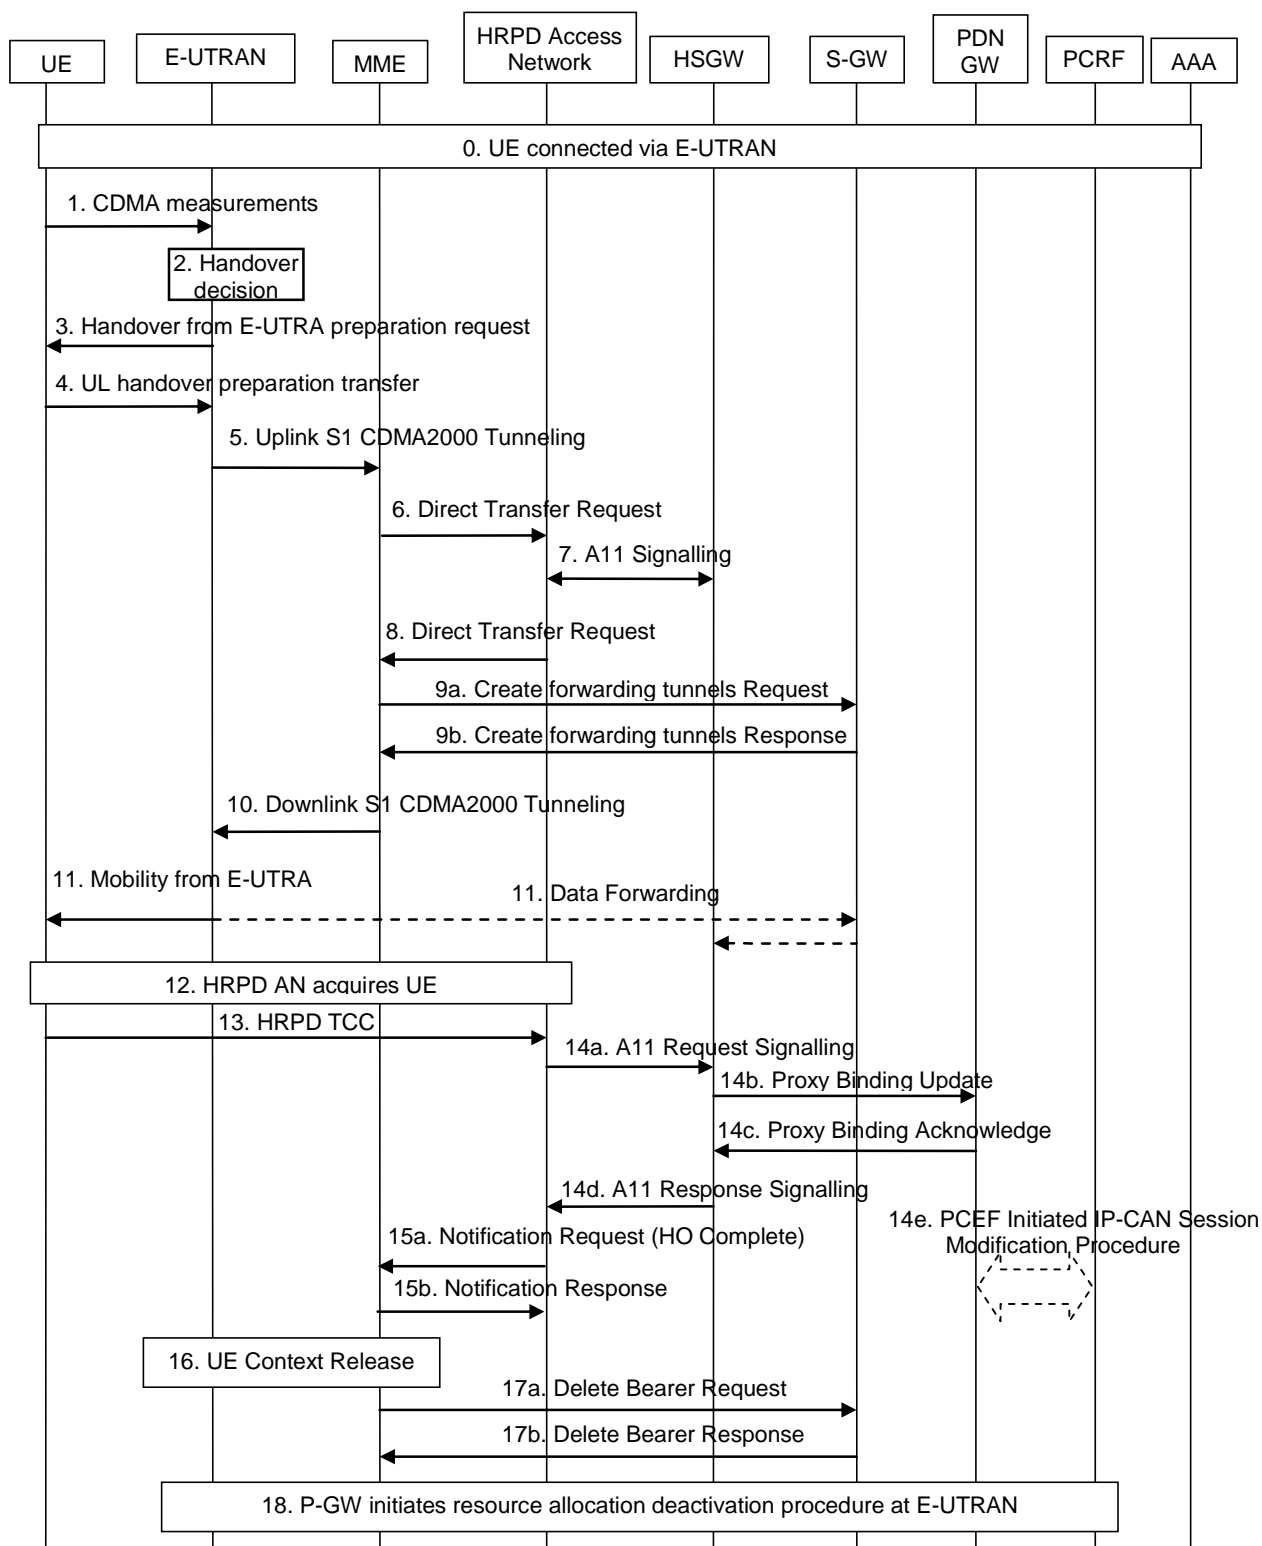 UE
E-UTRAN
MME
HRPD Access
Network
HSGW
S-GW
PDN
GW
PCRF
AAA
0. UE connected via E-UTRAN
1. CDMA measurements
2. Handover
decision
3. Handover from E-UTRA preparation request
4. UL handover preparation transfer
5. Uplink S1 CDMA2000 Tunneling
6. Direct Transfer Request
7. A11 Signalling
8. Direct Transfer Request
9a. Create forwarding tunnels Request
9b. Create forwarding tunnels Response
10. Downlink S1 CDMA2000 Tunneling
11. Mobility from E-UTRA
11. Data Forwarding
12. HRPD AN acquires UE
13. HRPD TCC
14a. A11 Request Signalling
14b. Proxy Binding Update
14c. Proxy Binding Acknowledge
14d. A11 Response Signalling
14e. PCEF Initiated IP-CAN Session
Modification Procedure
15a. Notification Request (HO Complete)
15b. Notification Response
16. UE Context Release
17a. Delete Bearer Request
17b. Delete Bearer Response
18. P-GW initiates resource allocation deactivation procedure at E-UTRAN